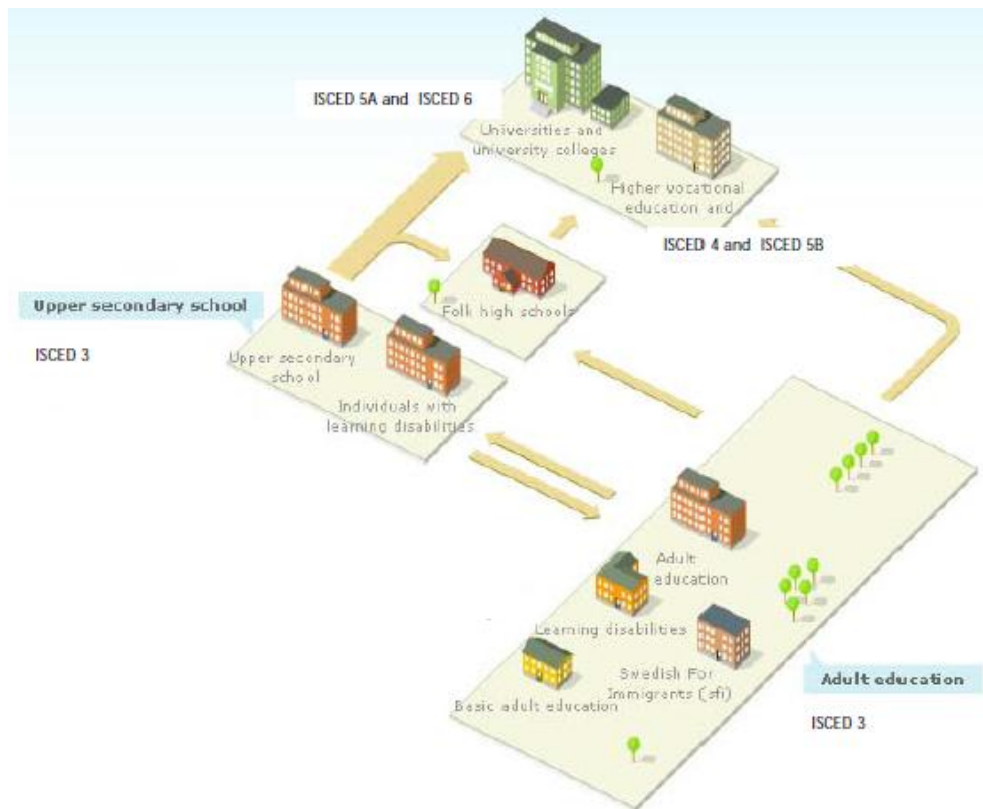 ISCED 5A and ISCED 6
Universities and
university colleges
Higher vocational
education and
ISCED 4 and ISCED 5B
Folk high schools
Upper secondary school
ISCED 3
Upper secondary
school
Individuals with
learning disabilities
Adult
education
Learning disabilities
Swedish For
Immigrants (sfi)
Basic adult education
Adult education
ISCED 3